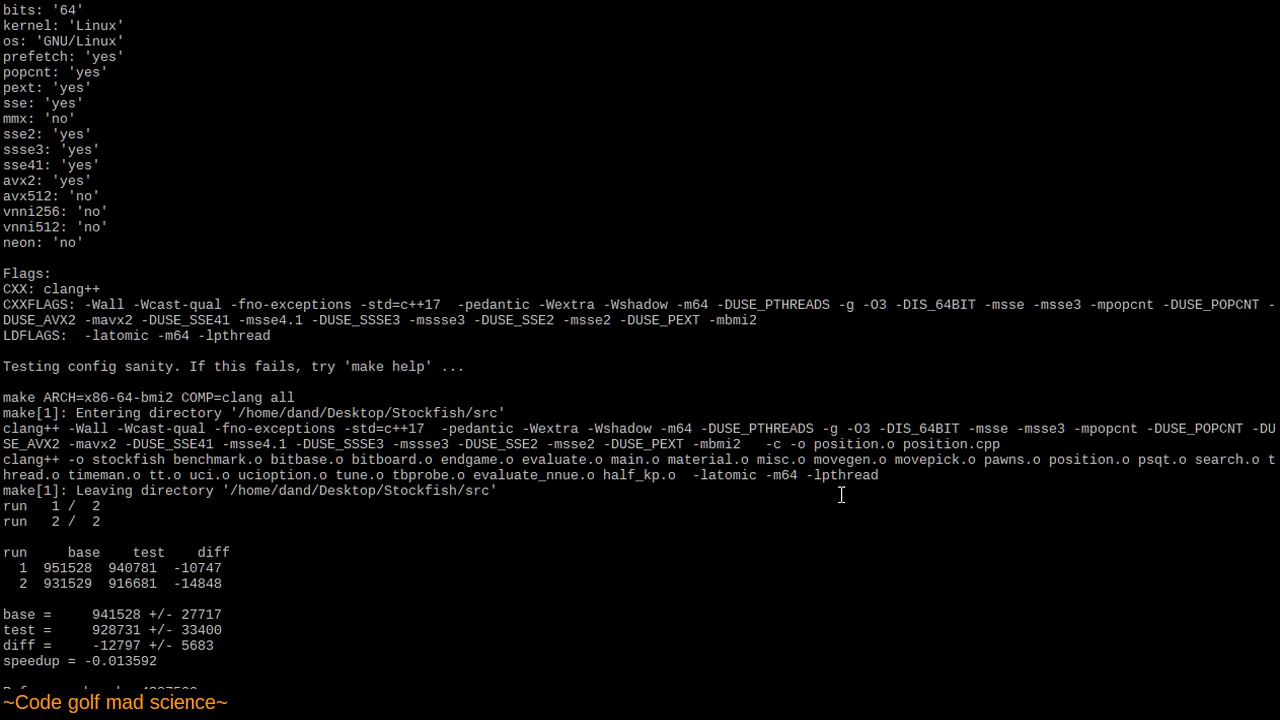 bits: '64'
kernel: 'Linux'
os: 'GNU/Linux'
prefetch: 'yes'
popcnt: 'yes'
pext: 'yes'
sse: 'yes'
mmx: 'no'
sse2: 'yes'
ssse3: 'yes'
sse41: 'yes'
avx2: 'yes'
avx512: 'no'
vnni256: 'no'
vnni512: 'no'
neon: 'no'
Flags:
CXX: clang++
CXXFLAGS: -Wall -Wcast-qual -fno-exceptions -std=c++17  -pedantic -Wextra -Wshadow -m64 -DUSE_PTHREADS -g -O3 -DIS_64BIT -msse -msse3 -mpopcnt -DUSE_POPCNT -
DUSE_AVX2 -mavx2 -DUSE_SSE41 -msse4.1 -DUSE_SSSE3 -mssse3 -DUSE_SSE2 -msse2 -DUSE_PEXT -mbmi2
LDFLAGS:  -latomic -m64 -lpthread
Testing config sanity. If this fails, try 'make help' ...
make ARCH=x86-64-bmi2 COMP=clang all
make[1]: Entering directory '/home/dand/Desktop/Stockfish/src'
clang++ -Wall -Wcast-qual -fno-exceptions -std=c++17  -pedantic -Wextra -Wshadow -m64 -DUSE_PTHREADS -g -O3 -DIS_64BIT -msse -msse3 -mpopcnt -DUSE_POPCNT -DU
SE_AVX2 -mavx2 -DUSE_SSE41 -msse4.1 -DUSE_SSSE3 -mssse3 -DUSE_SSE2 -msse2 -DUSE_PEXT -mbmi2   -c -o position.o position.cpp
clang++ -o stockfish benchmark.o bitbase.o bitboard.o endgame.o evaluate.o main.o material.o misc.o movegen.o movepick.o pawns.o position.o psqt.o search.o t
hread.o timeman.o tt.o uci.o ucioption.o tune.o tbprobe.o evaluate_nnue.o half_kp.o  -latomic -m64 -lpthread
make[1]: Leaving directory '/home/dand/Desktop/Stockfish/src'
run   1 /  2
run   2 /  2
run     base    test    diff
  1  951528  940781  -10747
  2  931529  916681  -14848
base =     941528 +/- 27717
test =     928731 +/- 33400
diff =     -12797 +/- 5683
speedup = -0.013592
~Code golf mad science~